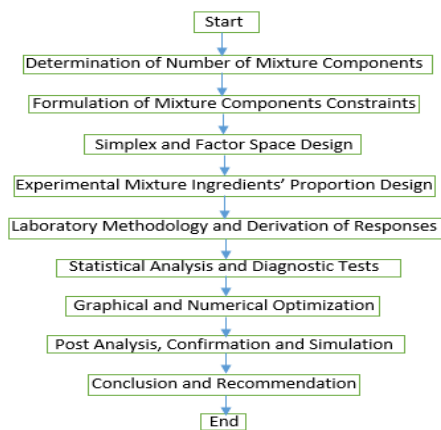 Start
Determination of Number of Mixture Components
Formulation of Mixture Components Constraints
Simplex and Factor Space Design
Experimental Mixture Ingredients' Proportion Design
Laboratory Methodology and Derivation of Responses
Statistical Analysis and Diagnostic Tests
Graphical and Numerical Optimization
Post Analysis, Confirmation and Simulation
Conclusion and Recommendation
End